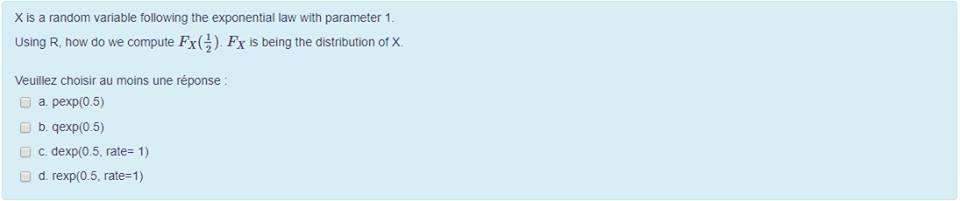 X is a random variable following the exponential law with parameter 1.
Using R, how do we compute F_X(1/2). F_X is being the distribution of X.
Veuillez choisir au moins une réponse :
a. pexp(0.5)
b. qexp(0.5)
c. dexp(0.5, rate= 1)
d. rexp(0.5, rate=1)